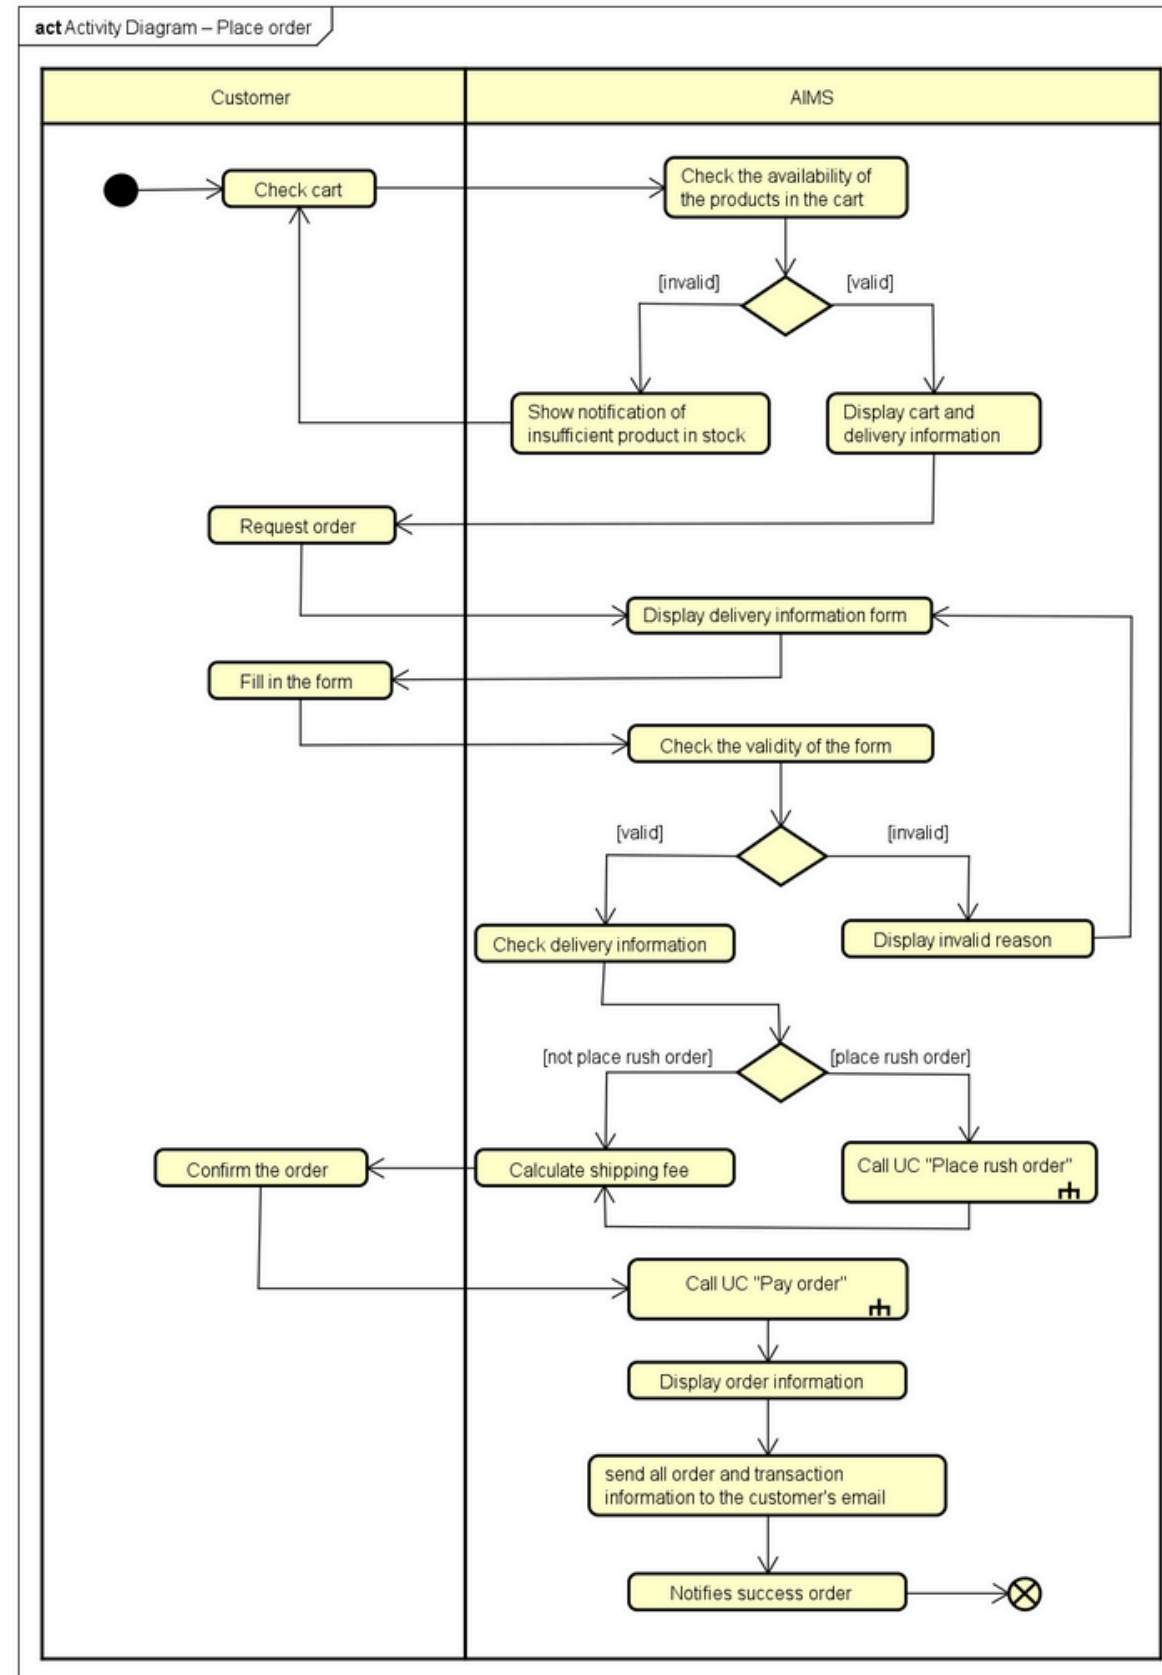 act Activity Diagram – Place order
Customer
AIMS
Check cart
Check the availability of
the products in the cart
[invalid]
[valid]
Show notification of
insufficient product in stock
Display cart and
delivery information
Request order
Display delivery information form
Fill in the form
Check the validity of the form
[valid]
[invalid]
Check delivery information
Display invalid reason
[not place rush order]
[place rush order]
Confirm the order
Calculate shipping fee
Call UC "Place rush order"
Call UC "Pay order"
Display order information
send all order and transaction
information to the customer's email
Notifies success order